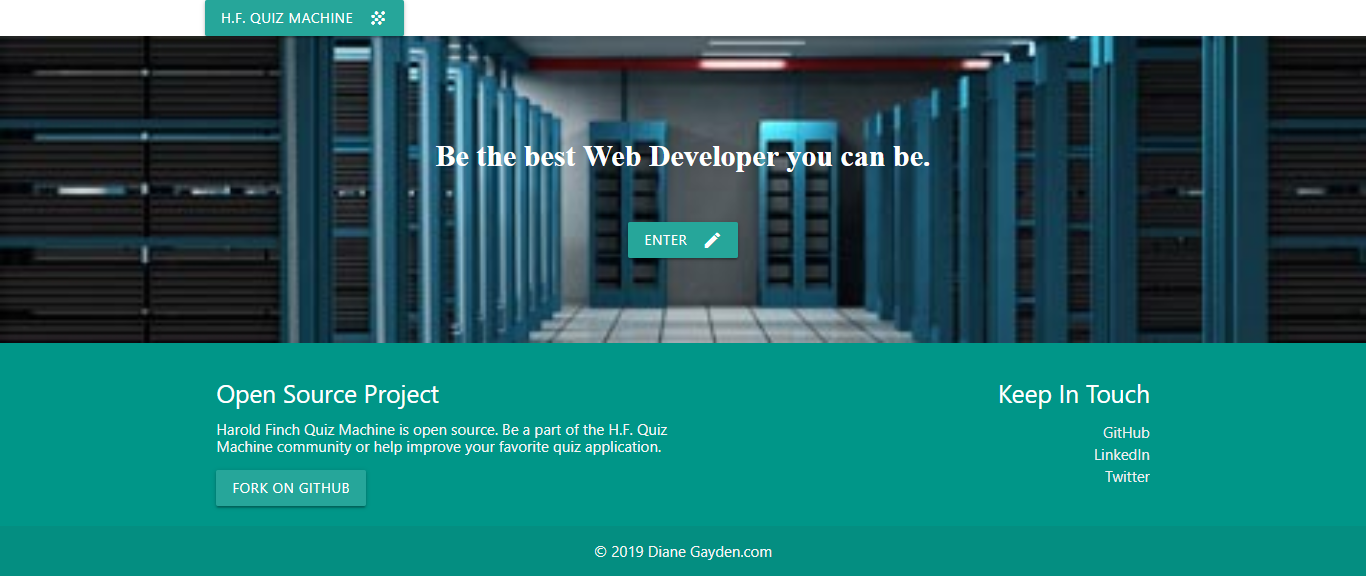 H.F. QUIZ MACHINE
Be the best Web Developer you can be.
ENTER
Open Source Project
Harold Finch Quiz Machine is open source. Be a part of the H.F. Quiz
Machine community or help improve your favorite quiz application.
FORK ON GITHUB
Keep In Touch
GitHub
LinkedIn
Twitter
© 2019 Diane Gayden.com